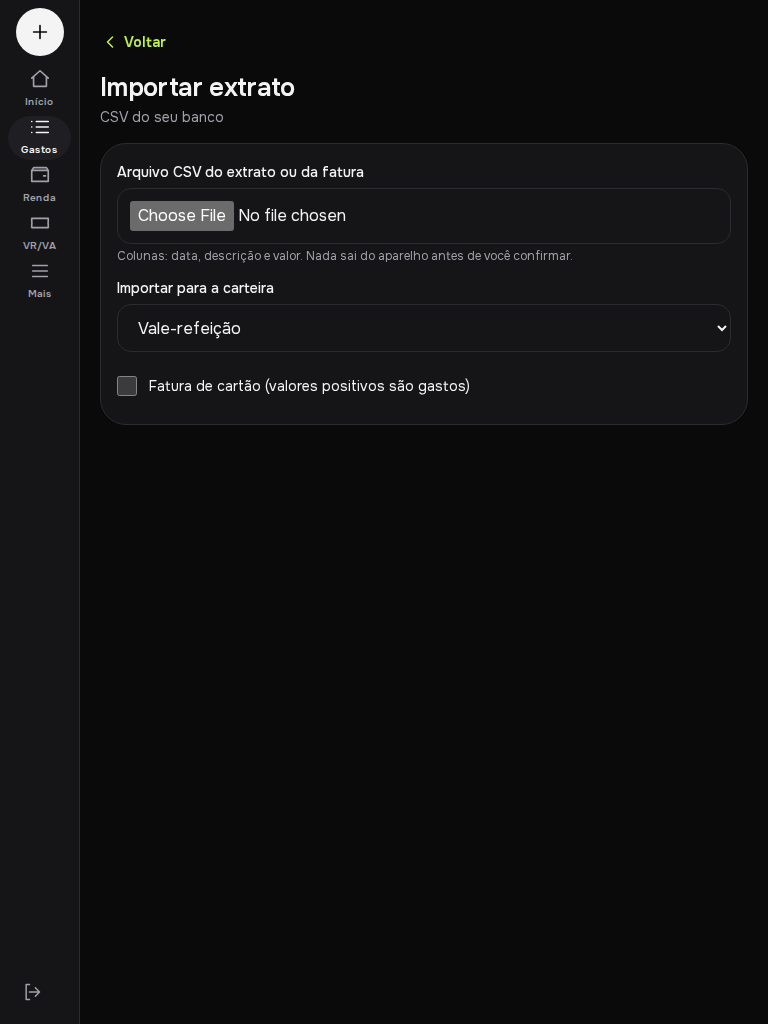 Início
Gastos
Renda
VR/VA
Mais
Voltar
Importar extrato
CSV do seu banco
Arquivo CSV do extrato ou da fatura
Choose File No file chosen
Colunas: data, descrição e valor. Nada sai do aparelho antes de você confirmar.
Importar para a carteira
Vale-refeição
Fatura de cartão (valores positivos são gastos)